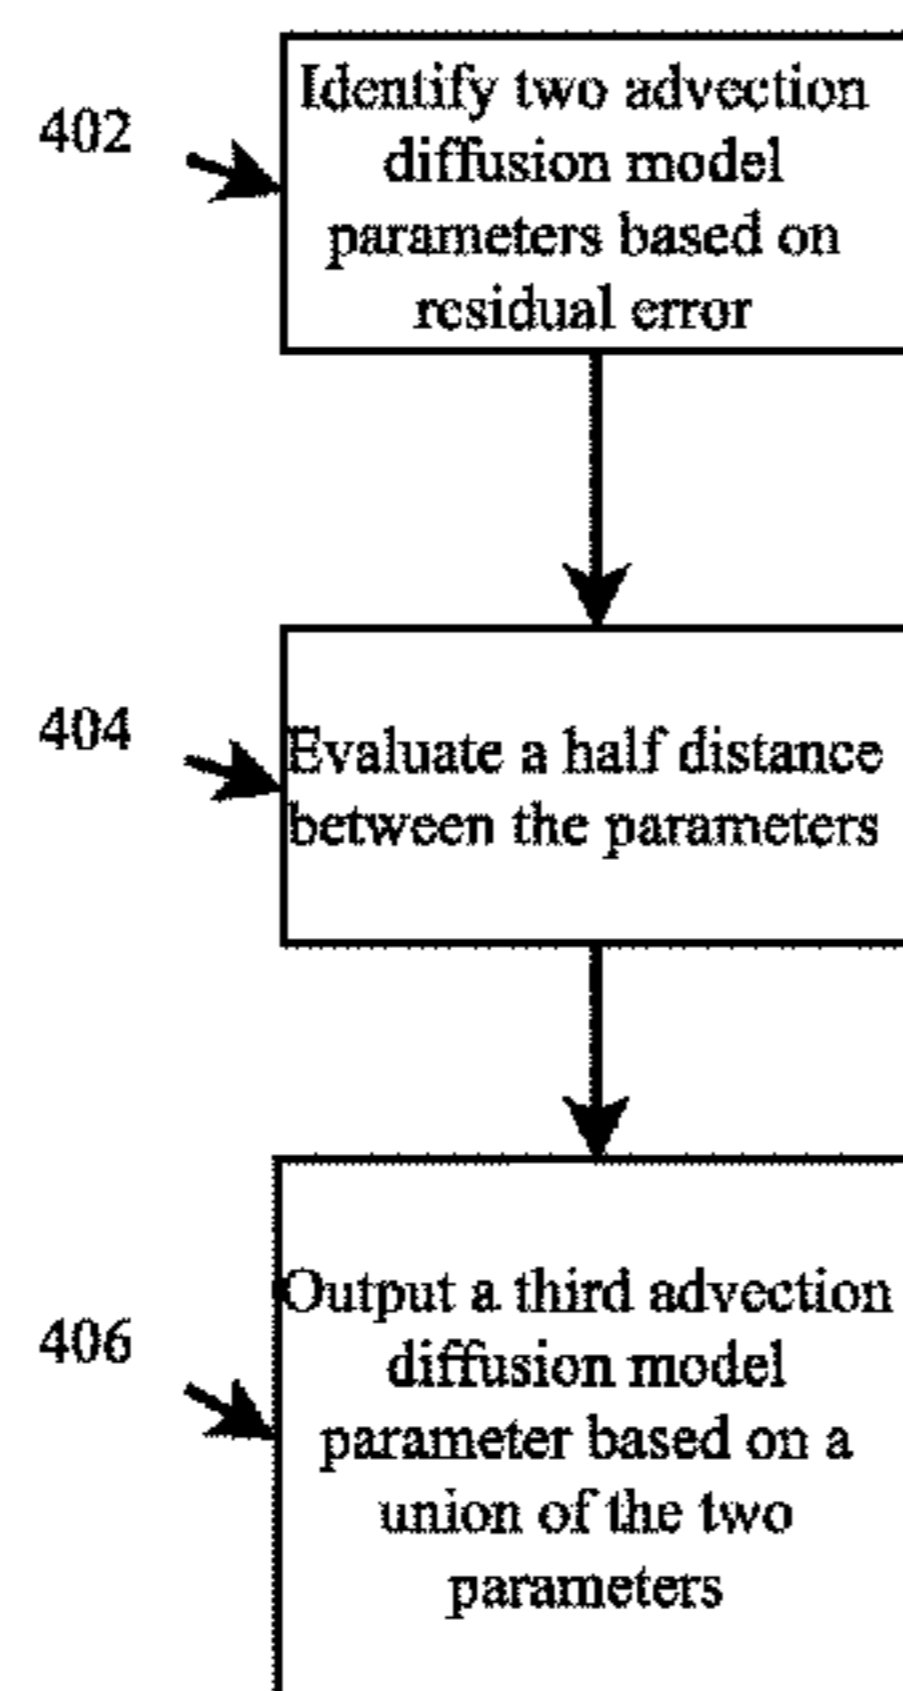 402
Identify two advection
diffusion model
parameters based on
residual error
404
Evaluate a half distance
between the parameters
406
Output a third advection
diffusion model
parameter based on a
union of the two
parameters